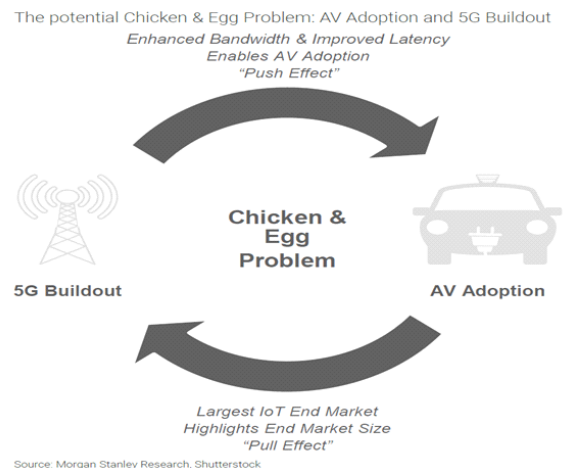 The potential Chicken & Egg Problem: AV Adoption and 5G Buildout
Enhanced Bandwidth & Improved Latency
Enables AV Adoption
“Push Effect”
Chicken &
Egg
Problem
5G Buildout
AV Adoption
Largest IoT End Market
Highlights End Market Size
“Pull Effect”
Source: Morgan Stanley Research, Shutterstock